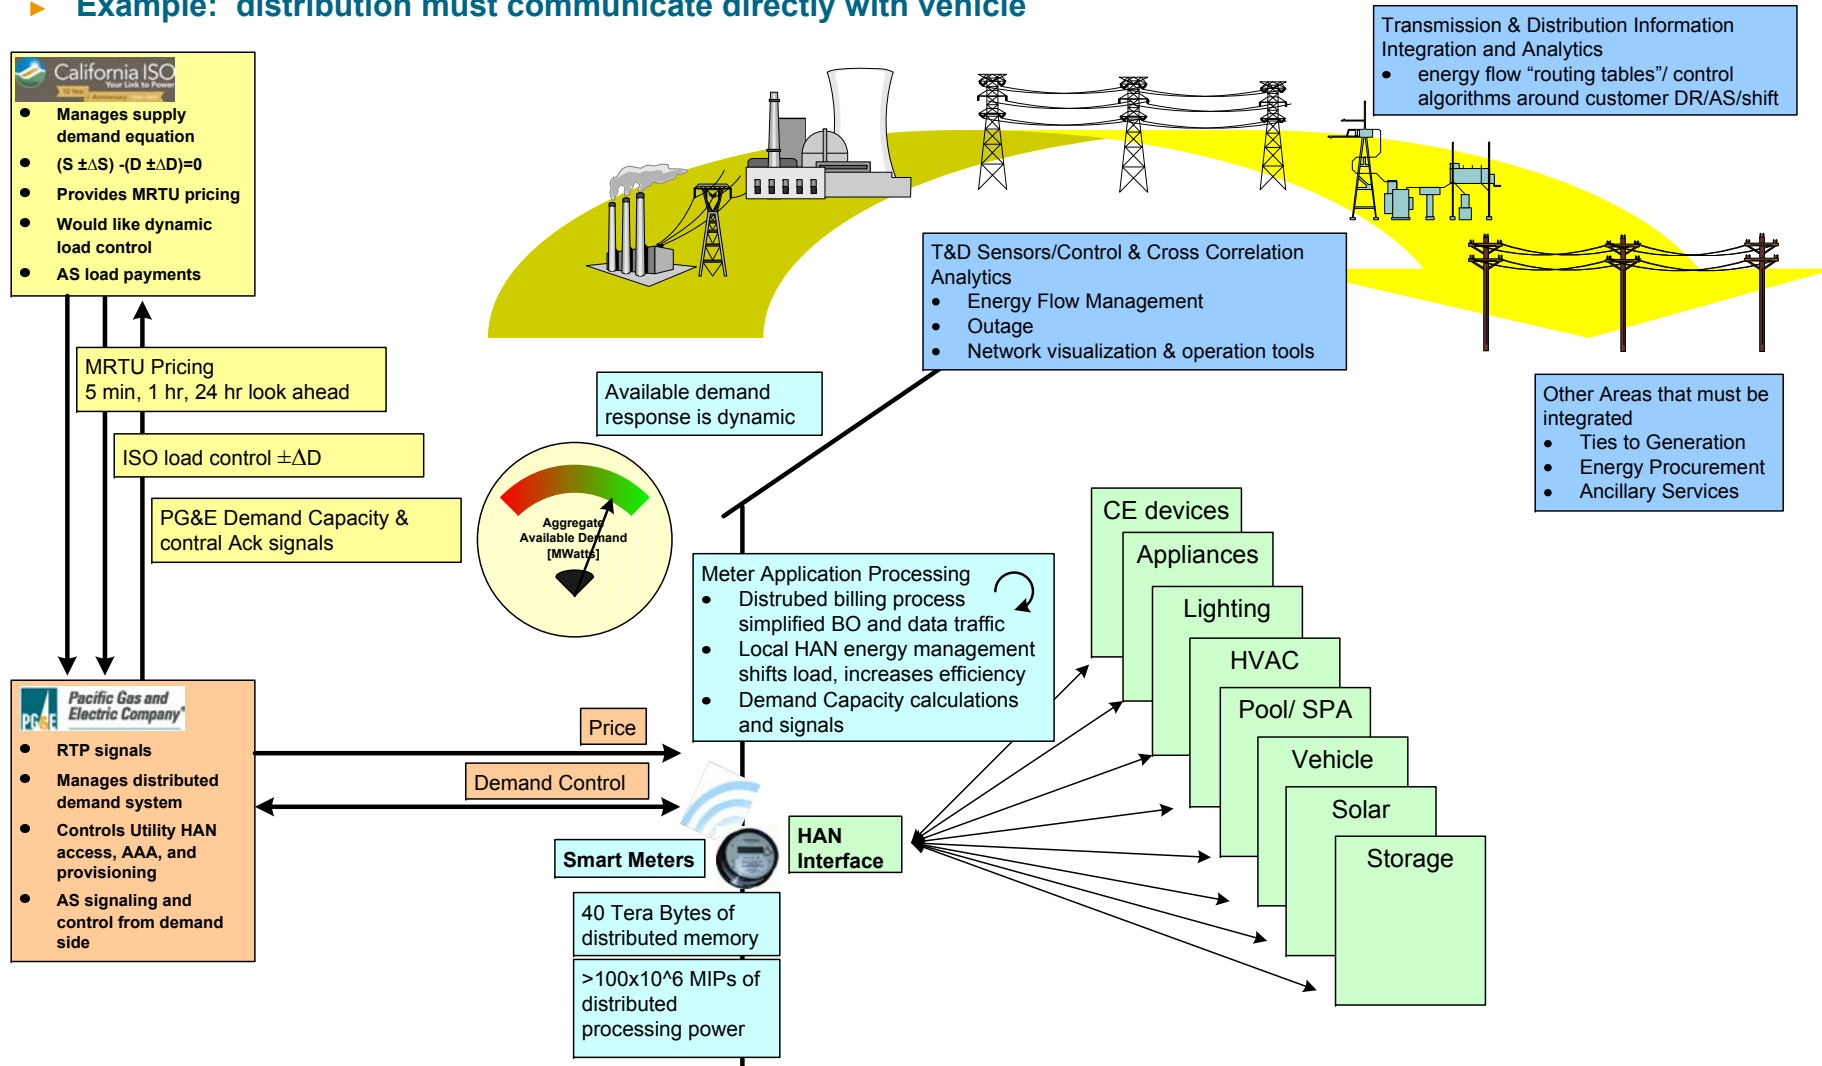 ► Example: distribution must communicate directly with vehicle
California ISO
Your Link to Power
10 Year
Anniversary
• Manages supply
demand equation
• (S ±∆S) -(D ±∆D)=0
• Provides MRTU pricing
• Would like dynamic
load control
• AS load payments
MRTU Pricing
5 min, 1 hr, 24 hr look ahead
ISO load control ±∆D
PG&E Demand Capacity &
contral Ack signals
PG&E
Pacific Gas and
Electric Company
• RTP signals
• Manages distributed
demand system
• Controls Utility HAN
access, AAA, and
provisioning
• AS signaling and
control from demand
side
Price
Demand Control
Available demand
response is dynamic
Aggregate
Available Demand
[MWatts]
Transmission & Distribution Information
Integration and Analytics
• energy flow “routing tables”/ control
algorithms around customer DR/AS/shift
T&D Sensors/Control & Cross Correlation
Analytics
• Energy Flow Management
• Outage
• Network visualization & operation tools
Other Areas that must be
integrated
• Ties to Generation
• Energy Procurement
• Ancillary Services
Meter Application Processing
• Distrubed billing process
simplified BO and data traffic
• Local HAN energy management
shifts load, increases efficiency
• Demand Capacity calculations
and signals
Smart Meters
HAN
Interface
40 Tera Bytes of
distributed memory
>100x10^6 MIPs of
distributed
processing power
CE devices
Appliances
Lighting
HVAC
Pool/ SPA
Vehicle
Solar
Storage